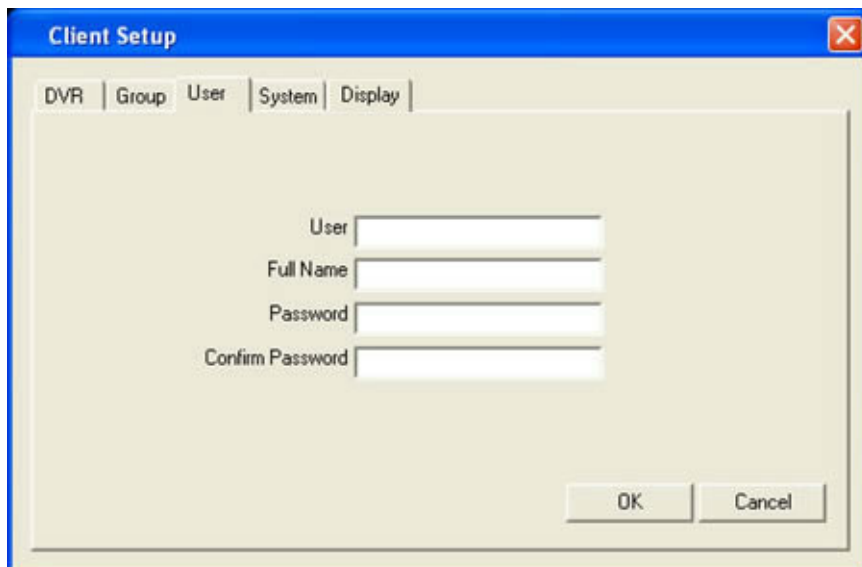 Client Setup
DVR Group User System Display
User
Full Name
Password
Confirm Password
OK Cancel